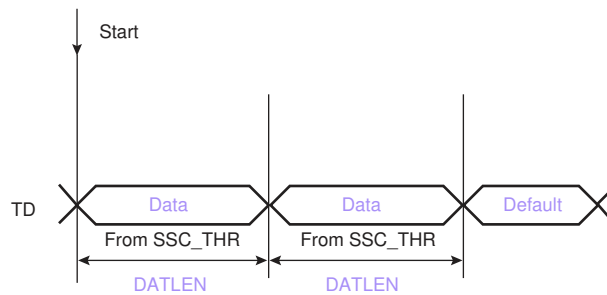 Start
TD
Data
Data
Default
From SSC_THR
From SSC_THR
DATLEN
DATLEN